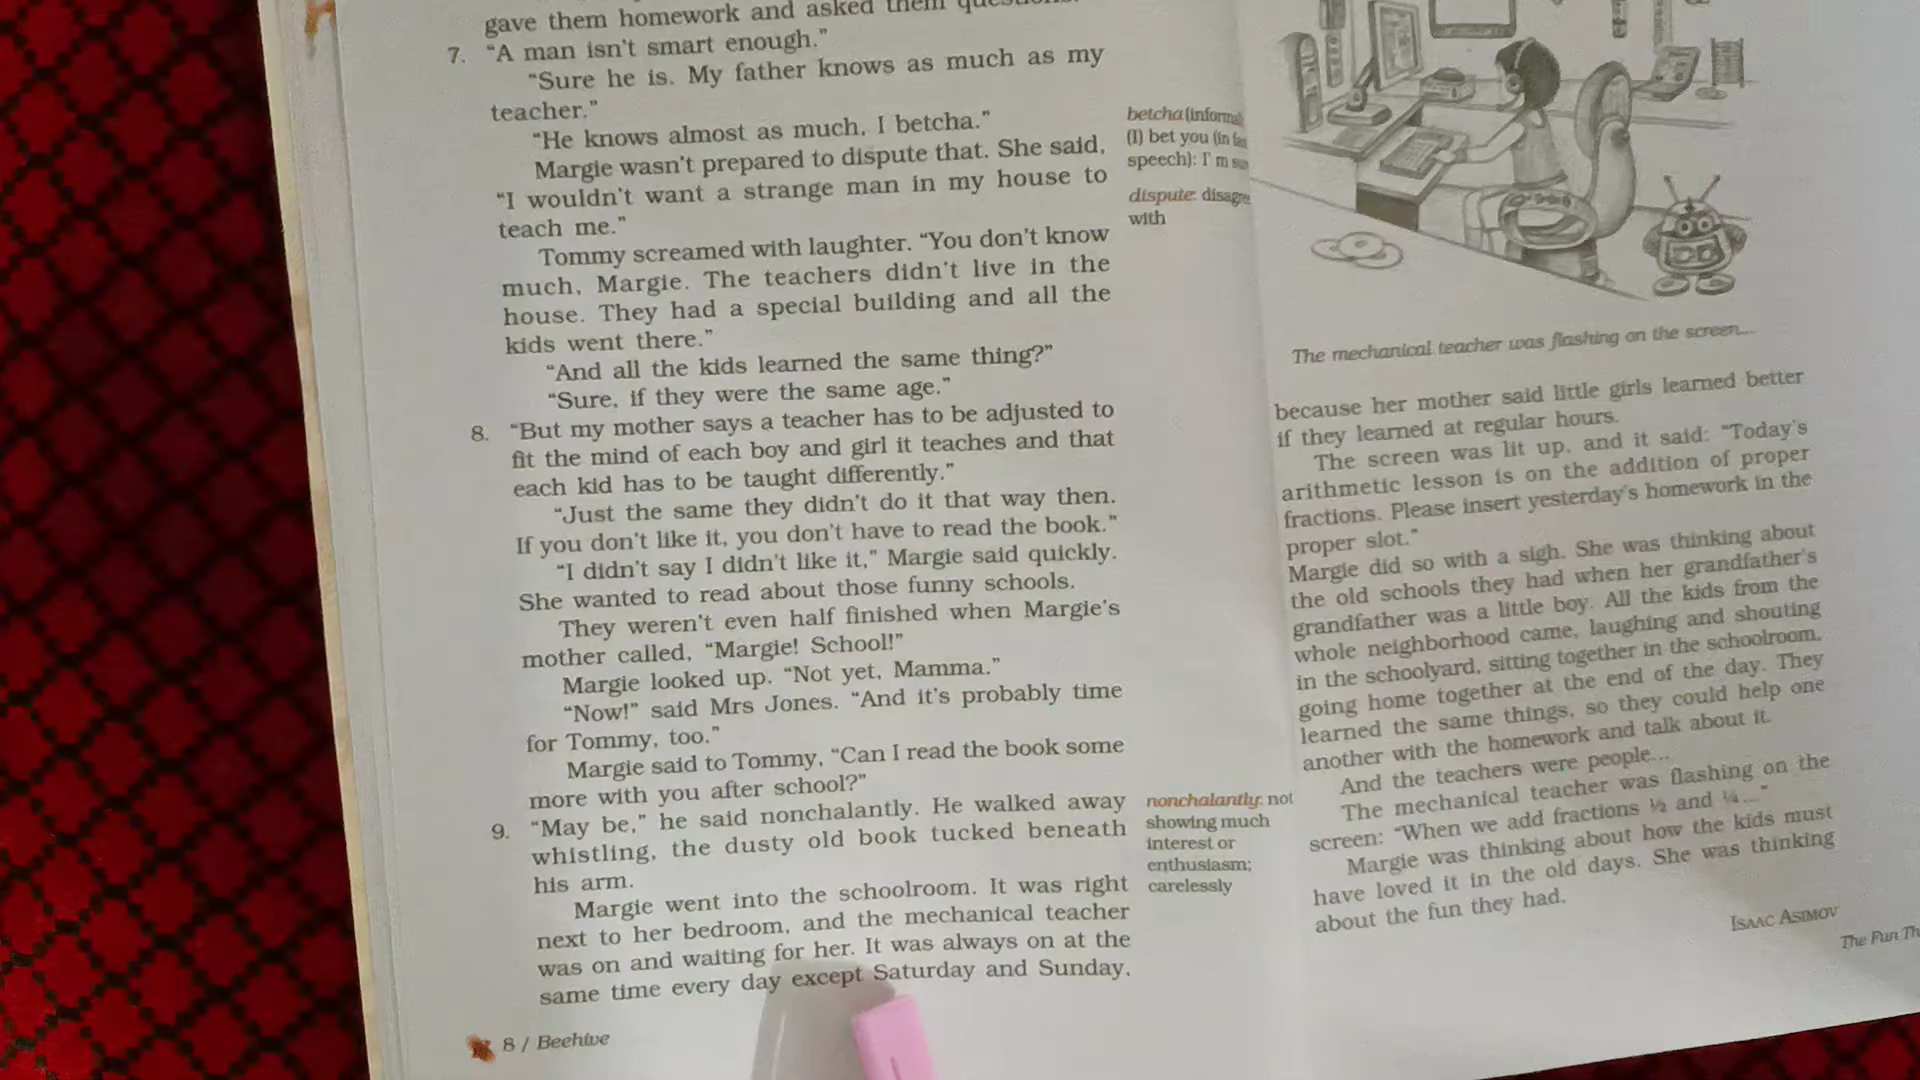 gave them homework and asked them questions.
7. “A man isn't smart enough.”
“Sure he is. My father knows as much as my
teacher.”
“He knows almost as much, I betcha.”
Margie wasn't prepared to dispute that. She said,
“I wouldn't want a strange man in my house to
teach me.”
Tommy screamed with laughter. “You don't know
much, Margie. The teachers didn't live in the
house. They had a special building and all the
kids went there.”
“And all the kids learned the same thing?”
“Sure, if they were the same age.”
8. “But my mother says a teacher has to be adjusted to
fit the mind of each boy and girl it teaches and that
each kid has to be taught differently.”
“Just the same they didn't do it that way then.
If you don't like it, you don't have to read the book.”
“I didn't say I didn't like it,” Margie said quickly.
She wanted to read about those funny schools.
They weren't even half finished when Margie's
mother called, “Margie! School!”
Margie looked up. “Not yet, Mamma.”
“Now!” said Mrs Jones. “And it's probably time
for Tommy, too.”
Margie said to Tommy, “Can I read the book some
more with you after school?”
9. “May be,” he said nonchalantly. He walked away
whistling, the dusty old book tucked beneath
his arm.
Margie went into the schoolroom. It was right
next to her bedroom, and the mechanical teacher
was on and waiting for her. It was always on at the
same time every day except Saturday and Sunday,
8 / Beehive
betcha (informal)
(I) bet you (in
speech): I'm
dispute: disagree
with
nonchalantly: not
showing much
interest or
enthusiasm;
carelessly
The mechanical teacher was flashing on the screen...
because her mother said little girls learned better
if they learned at regular hours.
The screen was lit up, and it said: “Today's
arithmetic lesson is on the addition of proper
fractions. Please insert yesterday's homework in the
proper slot.”
Margie did so with a sigh. She was thinking about
the old schools they had when her grandfather's
grandfather was a little boy. All the kids from the
whole neighborhood came, laughing and shouting
in the schoolyard, sitting together in the schoolroom,
going home together at the end of the day. They
learned the same things, so they could help one
another with the homework and talk about it.
And the teachers were people...
The mechanical teacher was flashing on the
screen: “When we add fractions ½ and ¼...”
Margie was thinking about how the kids must
have loved it in the old days. She was thinking
about the fun they had.
ISAAC ASIMOV
The Fun